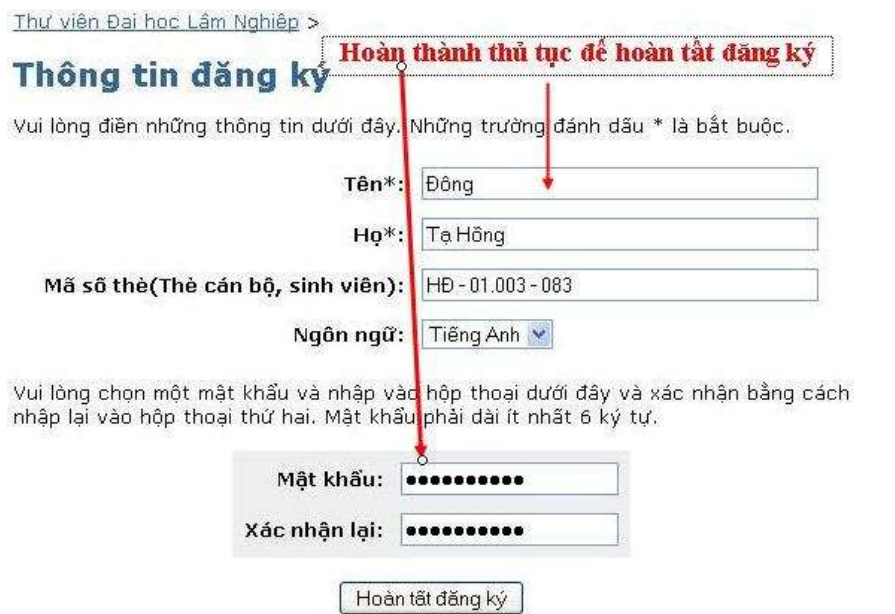 Thư viện Đại học Lâm Nghiệp >
Hoàn thành thủ tục để hoàn tất đăng ký
Thông tin đăng ký
Vui lòng điền những thông tin dưới đây. Những trường đánh dấu * là bắt buộc.
Tên*: Đông
Họ*: Tạ Hồng
Mã số thẻ(Thẻ cán bộ, sinh viên): HĐ - 01.003 - 083
Ngôn ngữ: Tiếng Anh
Vui lòng chọn một mật khẩu và nhập vào hộp thoại dưới đây và xác nhận bằng cách
nhập lại vào hộp thoại thứ hai. Mật khẩu phải dài ít nhất 6 ký tự.
Mật khẩu: ●●●●●●●●●●
Xác nhận lại: ●●●●●●●●●●
Hoàn tất đăng ký